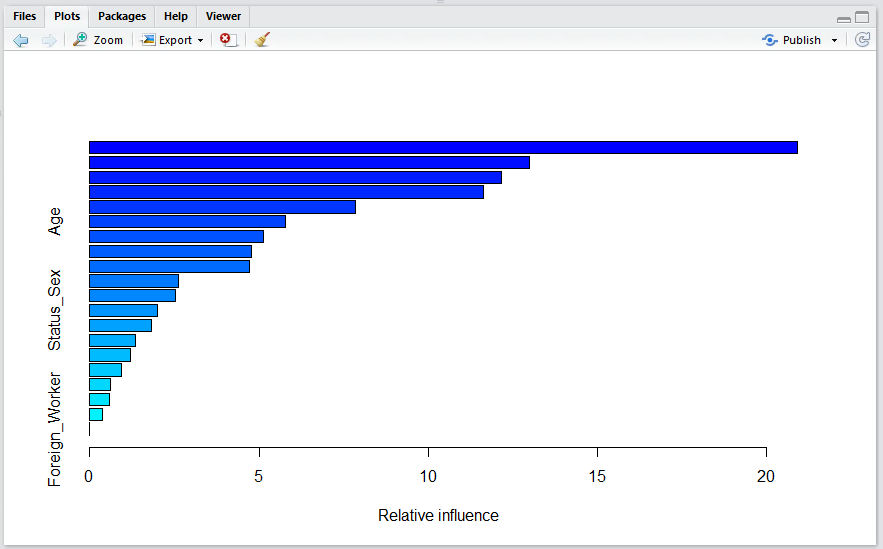 Files Plots Packages Help Viewer
Zoom Export Publish
Age
Status_Sex
Foreign_Worker
0 5 10 15 20
Relative influence